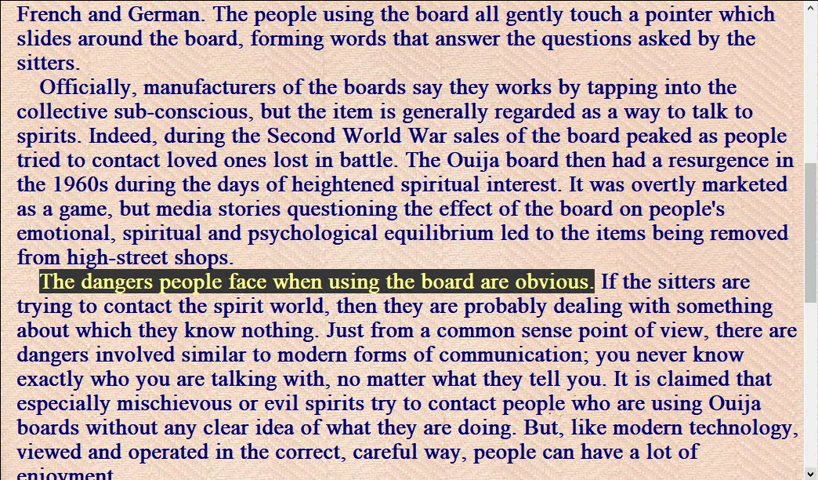 French and German. The people using the board all gently touch a pointer which
slides around the board, forming words that answer the questions asked by the
sitters.
Officially, manufacturers of the boards say they works by tapping into the
collective sub-conscious, but the item is generally regarded as a way to talk to
spirits. Indeed, during the Second World War sales of the board peaked as people
tried to contact loved ones lost in battle. The Ouija board then had a resurgence in
the 1960s during the days of heightened spiritual interest. It was overtly marketed
as a game, but media stories questioning the effect of the board on people's
emotional, spiritual and psychological equilibrium led to the items being removed
from high-street shops.
The dangers people face when using the board are obvious. If the sitters are
trying to contact the spirit world, then they are probably dealing with something
about which they know nothing. Just from a common sense point of view, there are
dangers involved similar to modern forms of communication; you never know
exactly who you are talking with, no matter what they tell you. It is claimed that
especially mischievous or evil spirits try to contact people who are using Ouija
boards without any clear idea of what they are doing. But, like modern technology,
viewed and operated in the correct, careful way, people can have a lot of
enjoyment